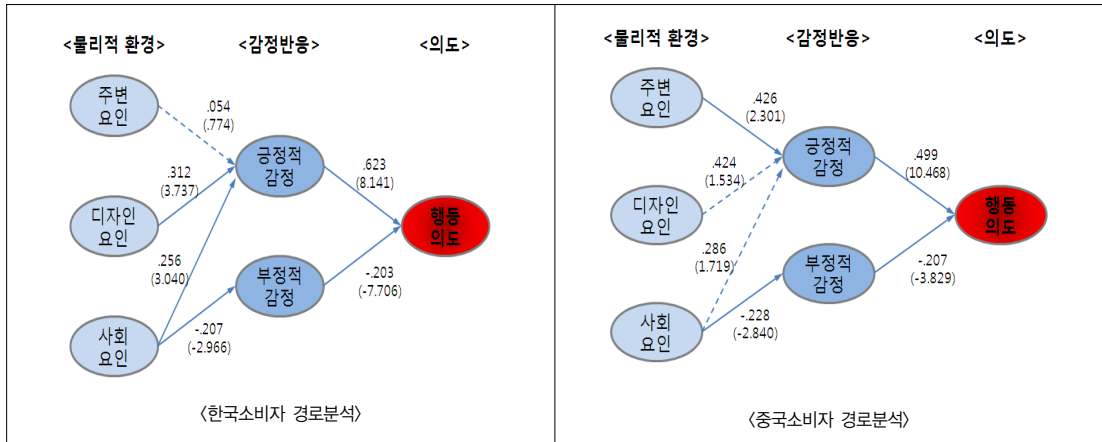 <물리적 환경> <감정반응> <의도>
주변
요인
.054
(.774)
긍정적
감정
.312
(3.737)
.623
(8.141)
디자인
요인
행동
의도
.256
(3.040)
부정적
감정
-.203
(-7.706)
사회
요인
-.207
(-2.966)
〈한국소비자 경로분석〉
<물리적 환경> <감정반응> <의도>
주변
요인
.426
(2.301)
긍정적
감정
.424
(1.534)
.499
(10.468)
디자인
요인
행동
의도
.286
(1.719)
부정적
감정
-.207
(-3.829)
사회
요인
-.228
(-2.840)
〈중국소비자 경로분석〉